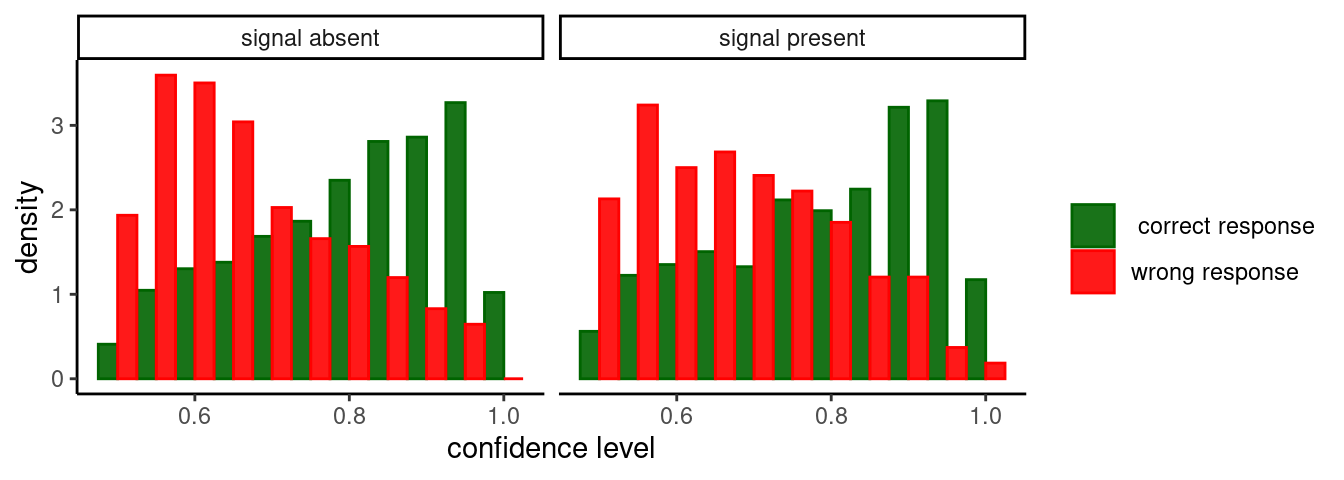 signal absent
signal present
3
2
1
0
density
0.6
0.8
1.0
0.6
0.8
1.0
confidence level
correct response
wrong response